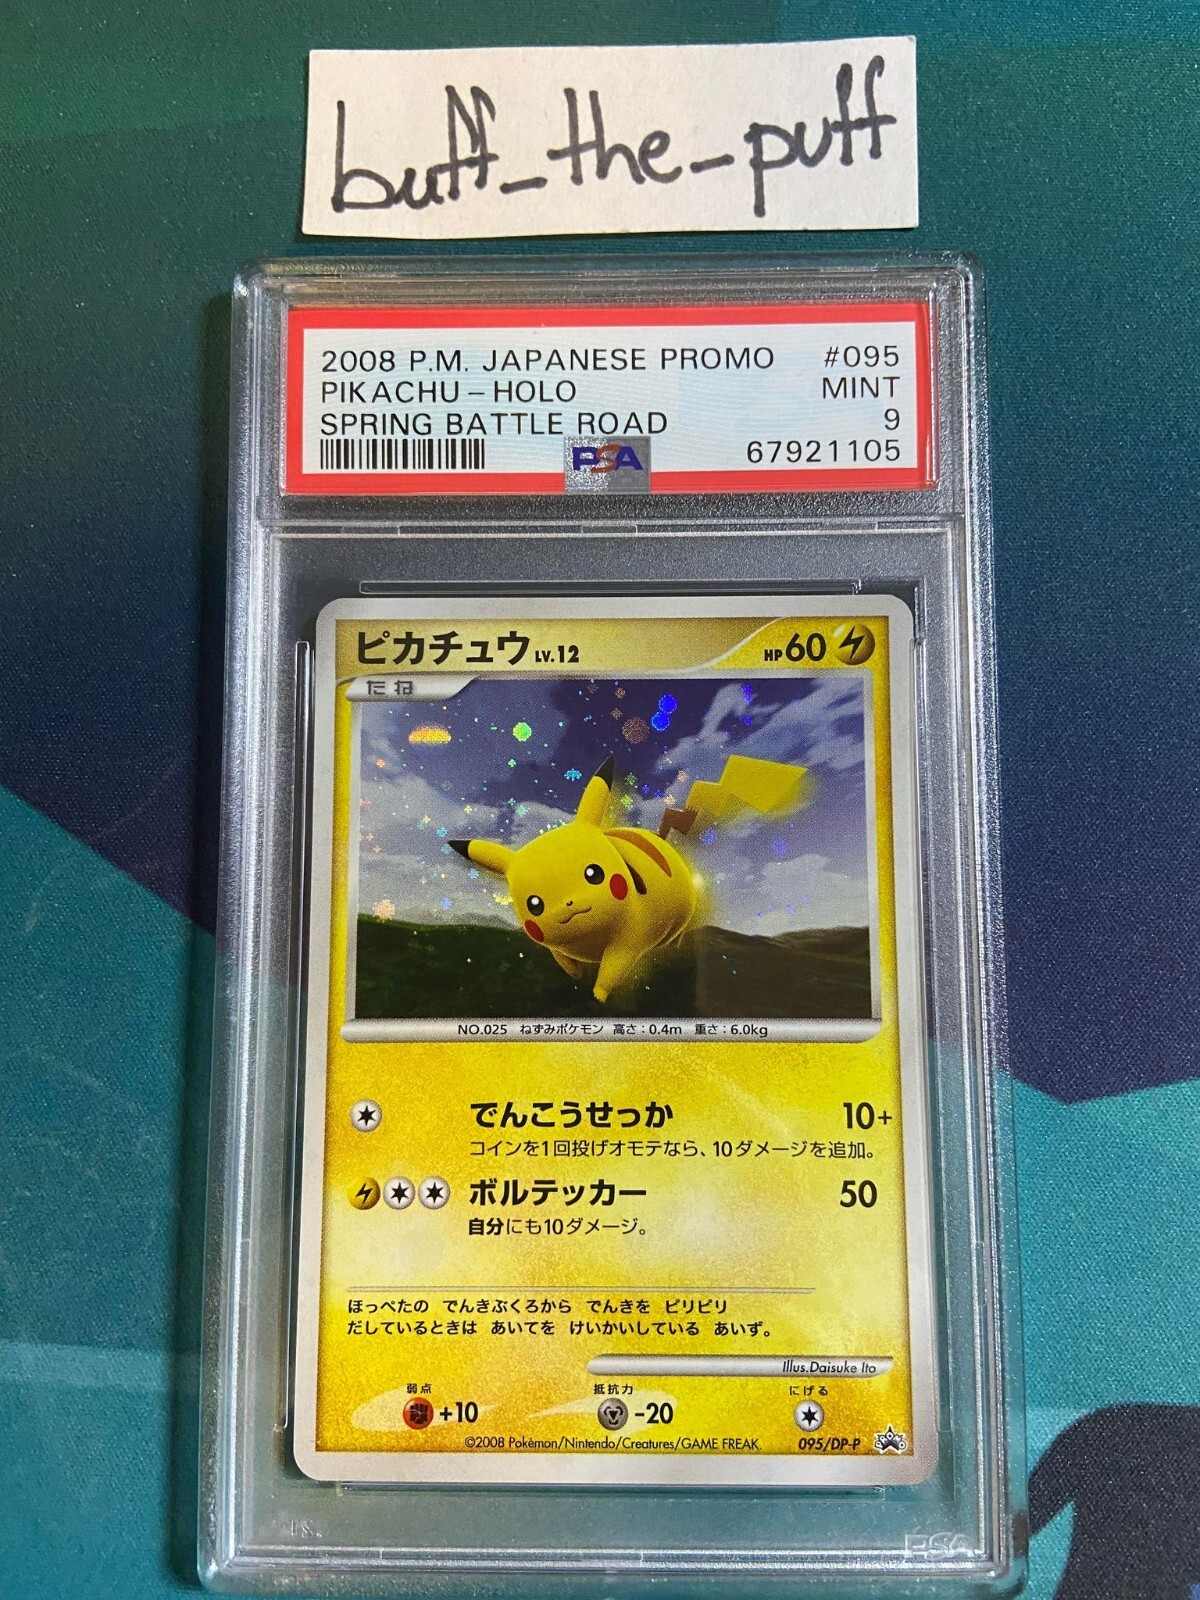 buff_the_puff
2008 P.M. JAPANESE PROMO #095
PIKACHU-HOLO MINT
SPRING BATTLE ROAD 9
PSA 67921105
ピカチュウ LV.12 HP60
たね
NO.025 ねずみポケモン 高さ:0.4m 重さ:6.0kg
でんこうせっか 10+
コインを1回投げオモテなら、10ダメージを追加。
ボルテッカー 50
自分にも10ダメージ。
ほっぺたの でんきぶくろから でんきを ピリピリ
だしているときは あいてを けいかいしている あいず。
Illus.Daisuke Ito
弱点 抵抗力 にげる
+10 -20
©2008 Pokémon/Nintendo/Creatures/GAME FREAK. 095/DP-P
PSA